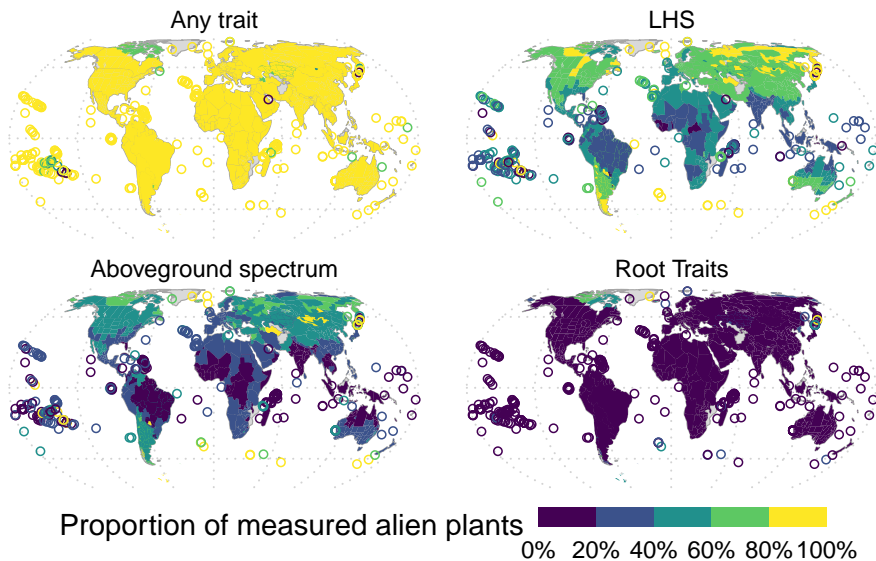 Any trait
LHS
Aboveground spectrum
Root Traits
Proportion of measured alien plants
0% 20% 40% 60% 80% 100%